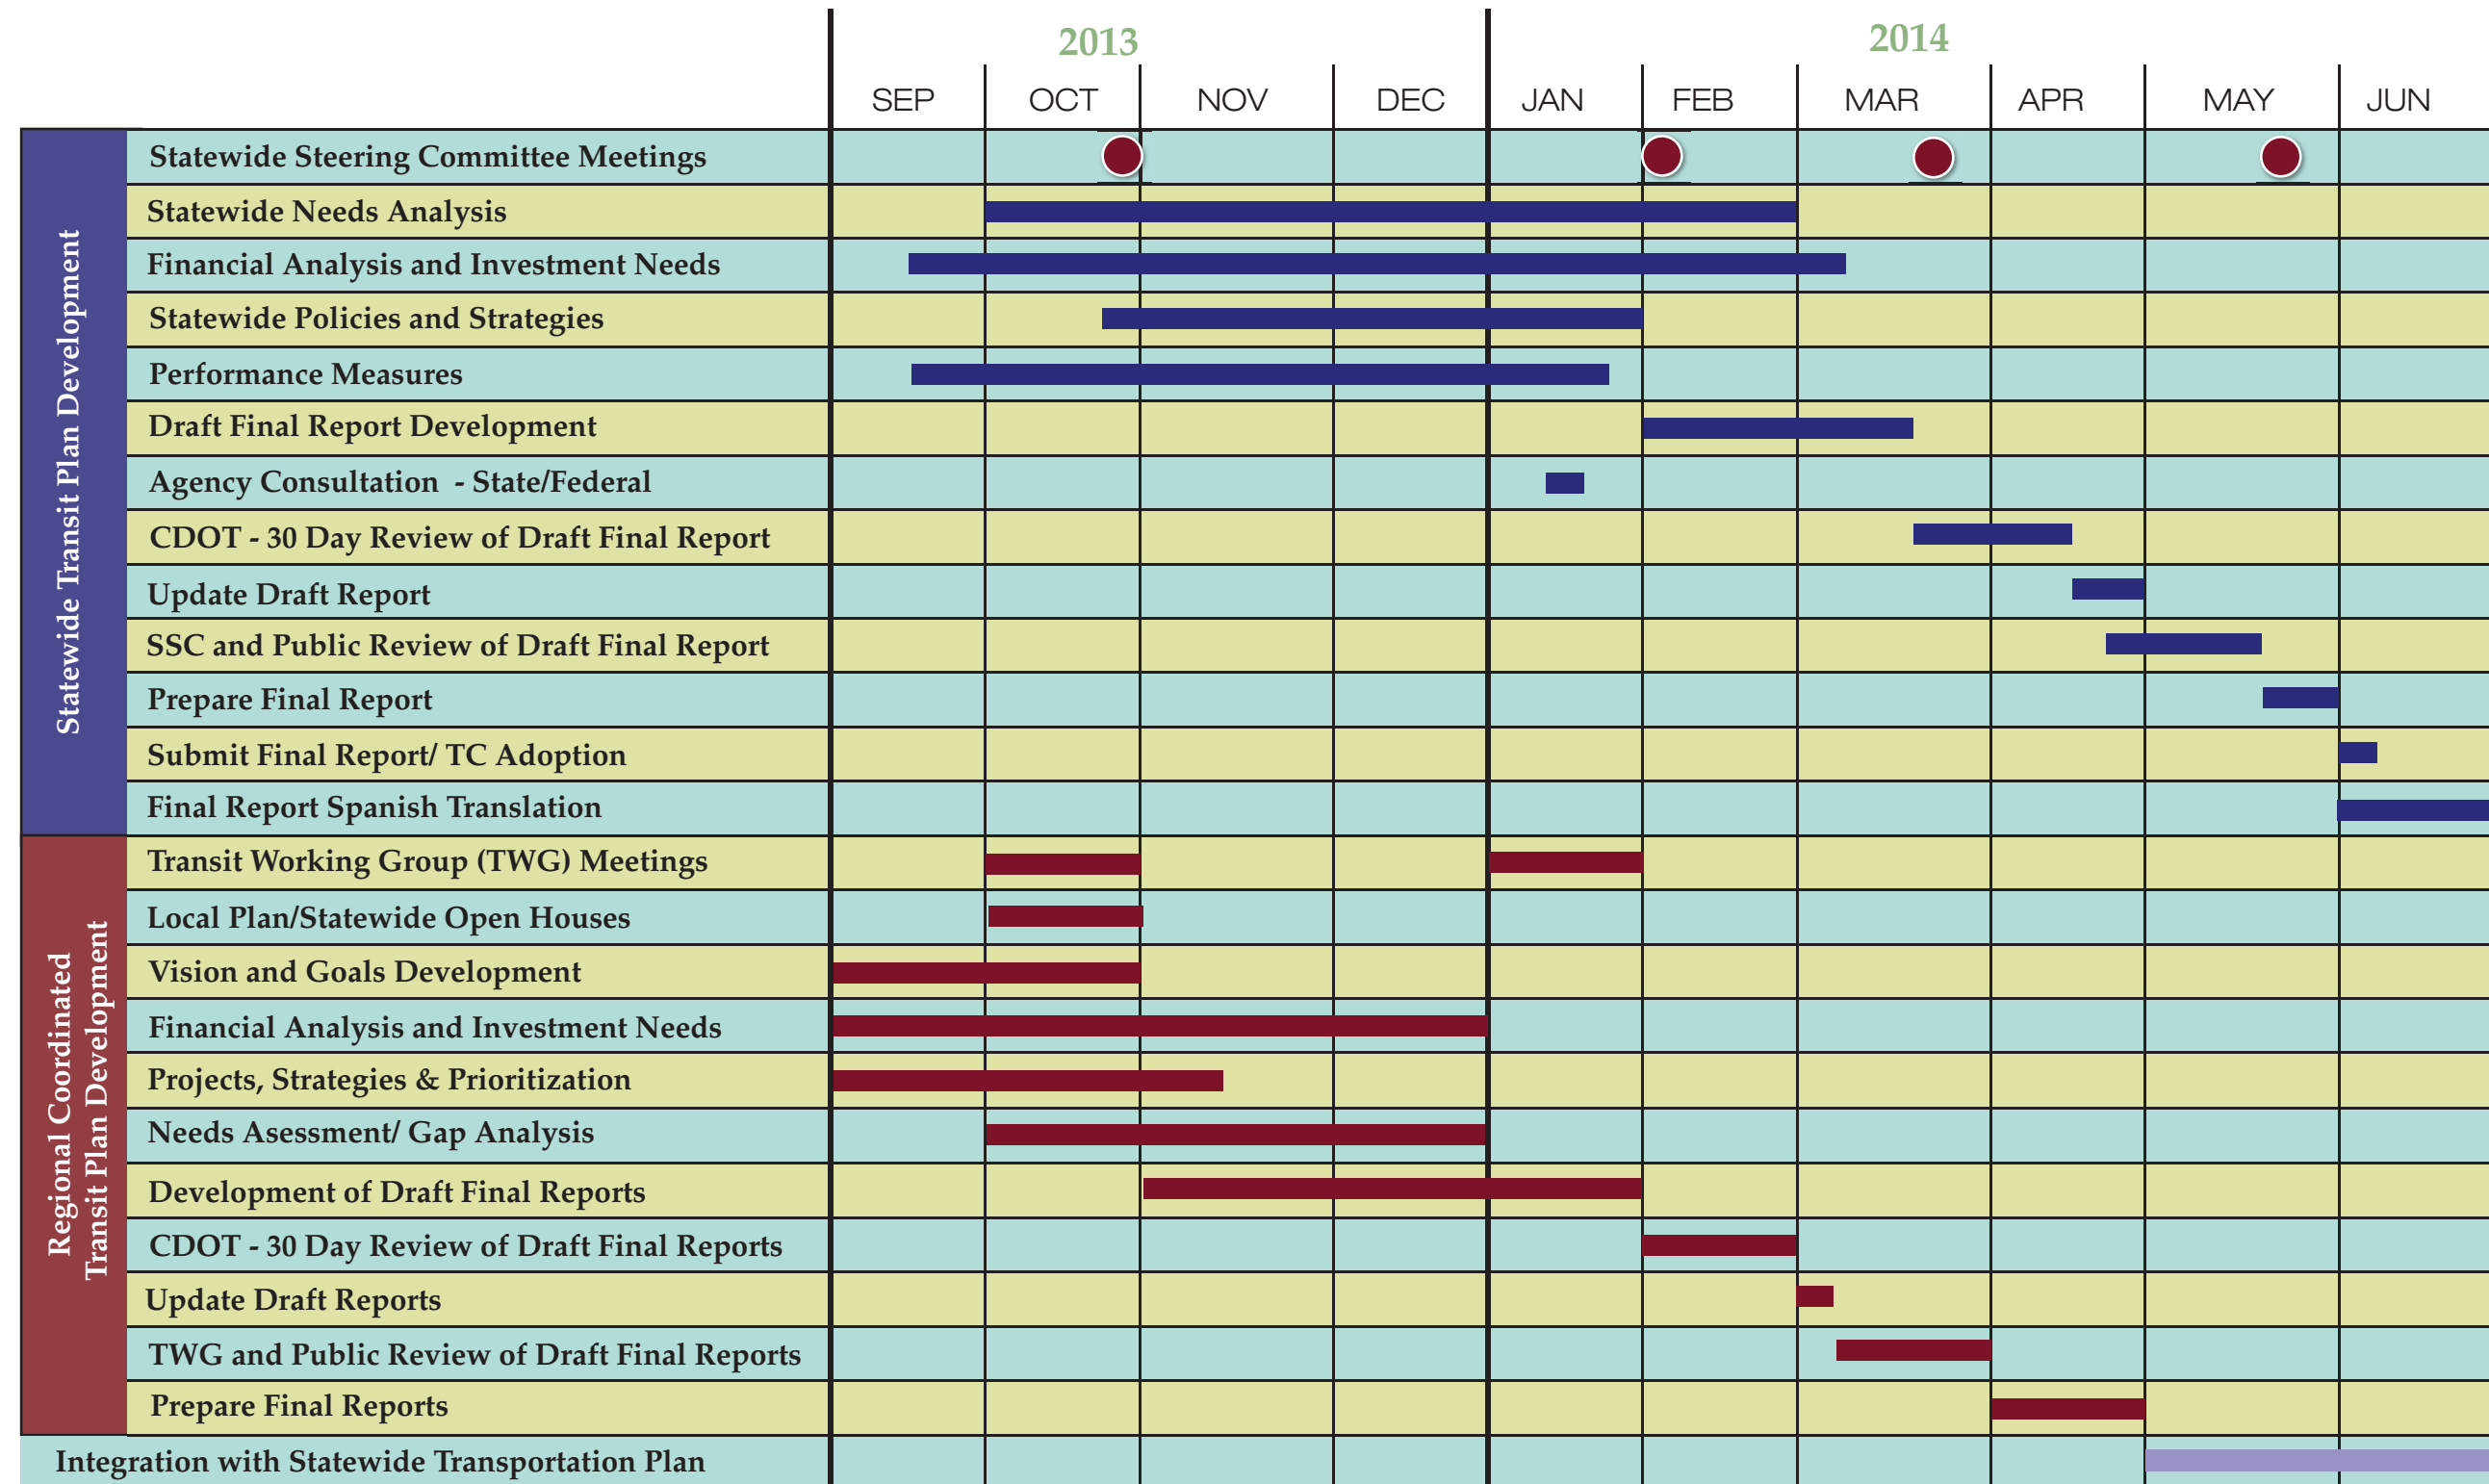 2013 2014
SEP OCT NOV DEC JAN FEB MAR APR MAY JUN
Statewide Transit Plan Development
Statewide Steering Committee Meetings
Statewide Needs Analysis
Financial Analysis and Investment Needs
Statewide Policies and Strategies
Performance Measures
Draft Final Report Development
Agency Consultation - State/Federal
CDOT - 30 Day Review of Draft Final Report
Update Draft Report
SSC and Public Review of Draft Final Report
Prepare Final Report
Submit Final Report/ TC Adoption
Final Report Spanish Translation
Regional Coordinated
Transit Plan Development
Transit Working Group (TWG) Meetings
Local Plan/Statewide Open Houses
Vision and Goals Development
Financial Analysis and Investment Needs
Projects, Strategies & Prioritization
Needs Asessment/ Gap Analysis
Development of Draft Final Reports
CDOT - 30 Day Review of Draft Final Reports
Update Draft Reports
TWG and Public Review of Draft Final Reports
Prepare Final Reports
Integration with Statewide Transportation Plan